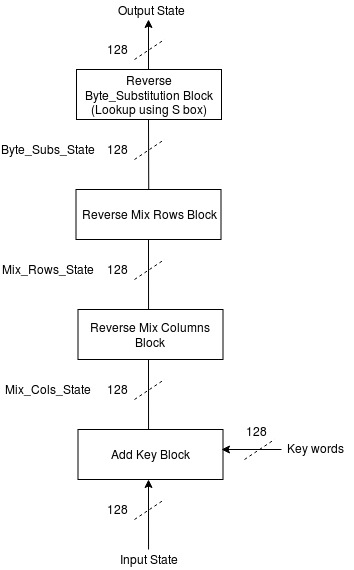 Output State
128
Reverse
Byte_Substitution Block
(Lookup using S box)
Byte_Subs_State 128
Reverse Mix Rows Block
Mix_Rows_State 128
Reverse Mix Columns
Block
Mix_Cols_State 128
128
Add Key Block
Key words
128
Input State